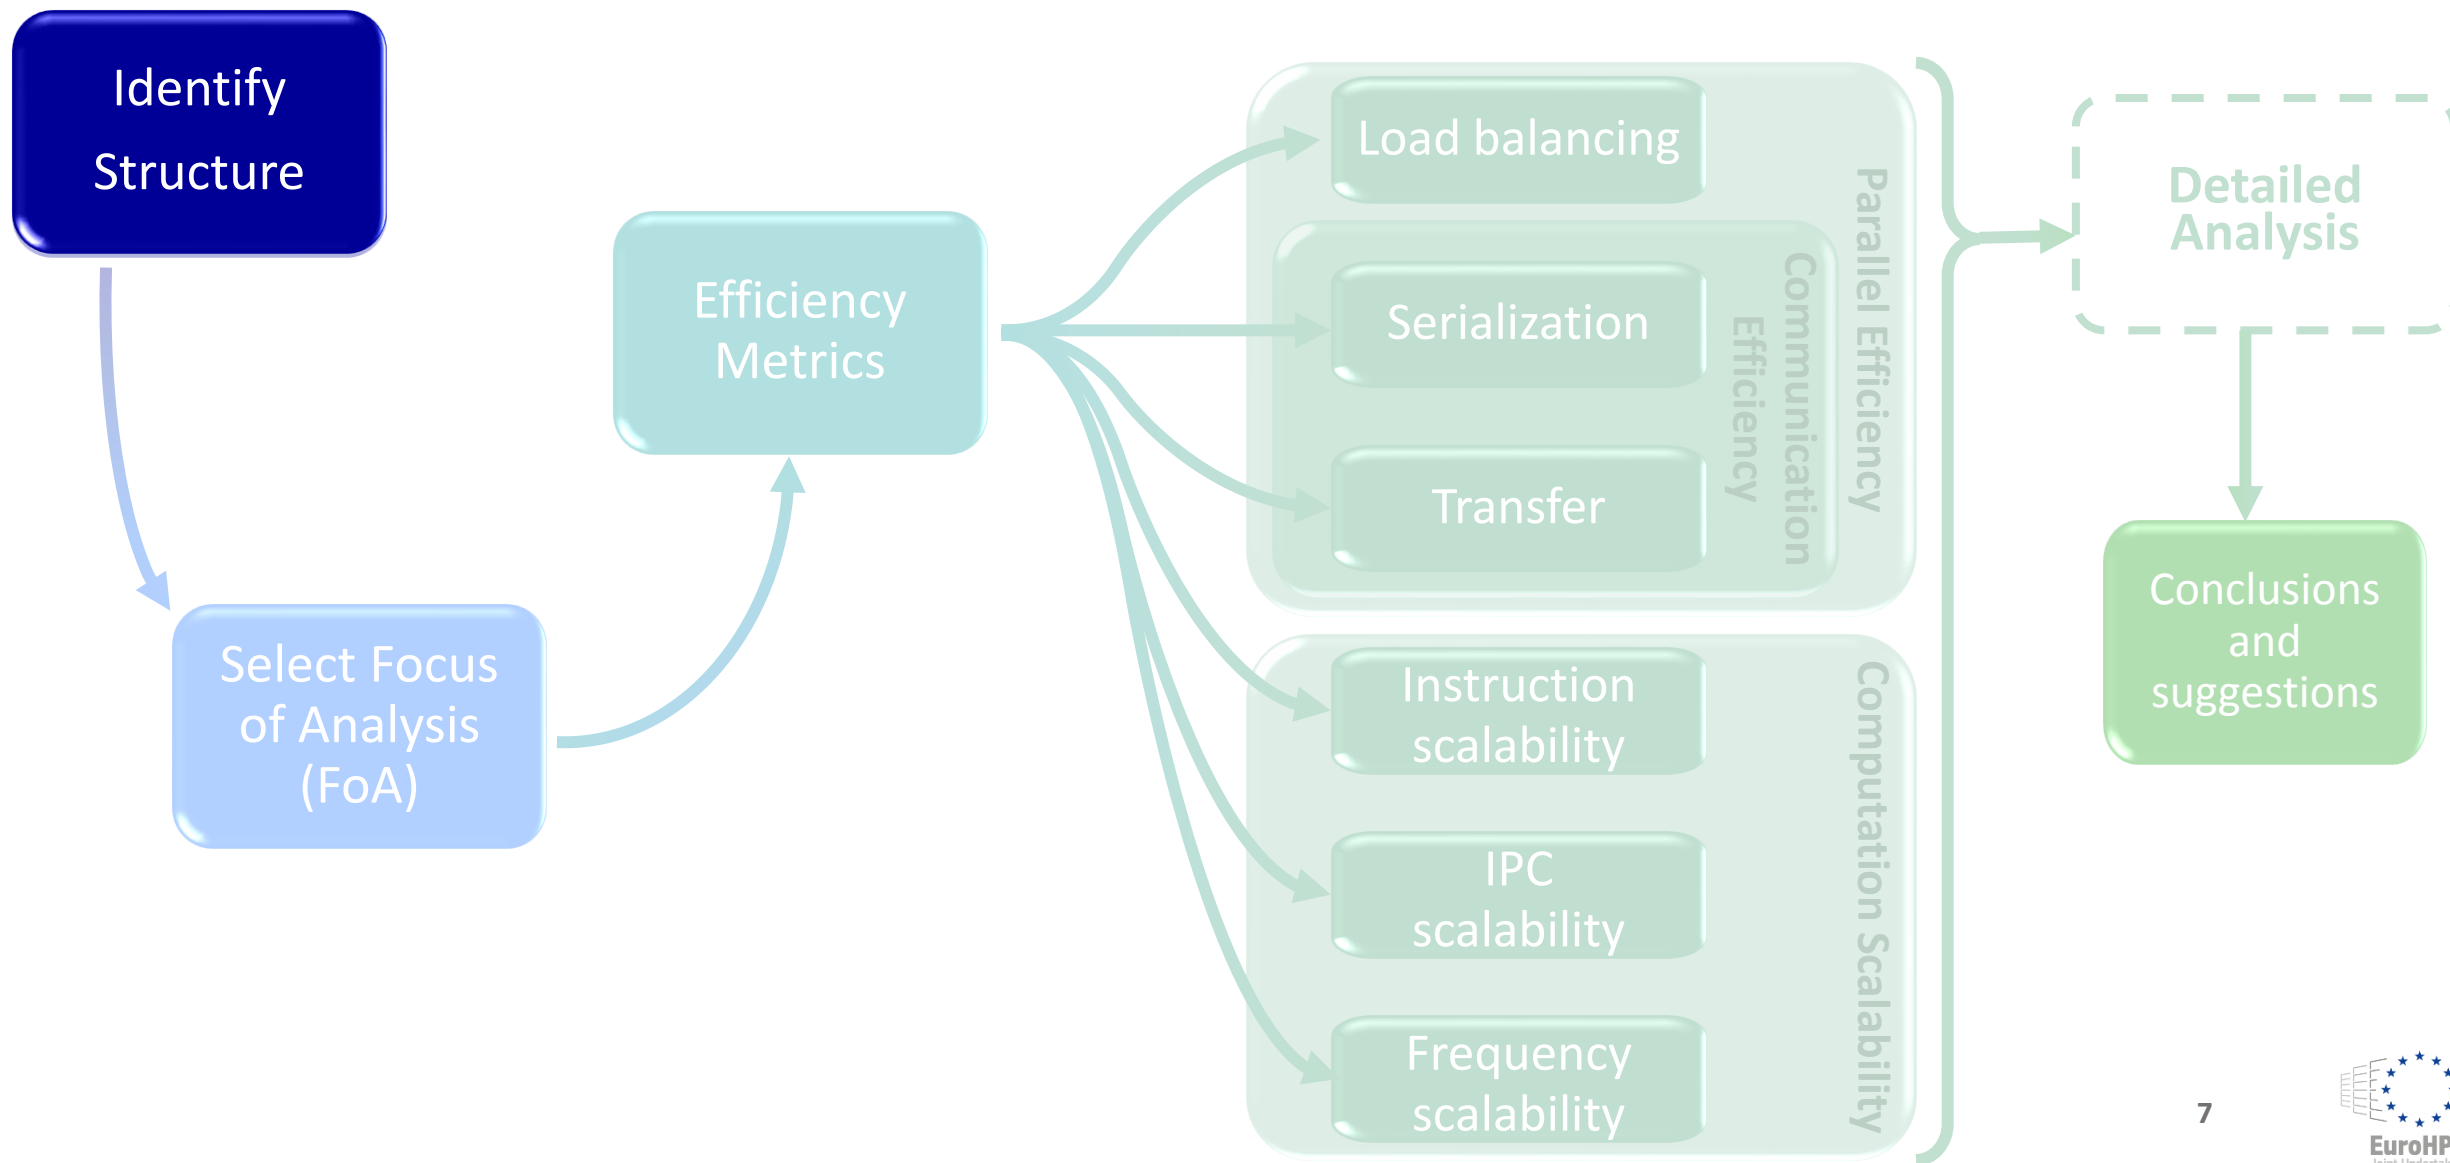 Identify
Structure
Select Focus
of Analysis
(FoA)
Efficiency
Metrics
Load balancing
Serialization
Transfer
Communication
Efficiency
Parallel Efficiency
Instruction
scalability
IPC
scalability
Frequency
scalability
Computation Scalability
Detailed
Analysis
Conclusions
and
suggestions
7
EuroHP